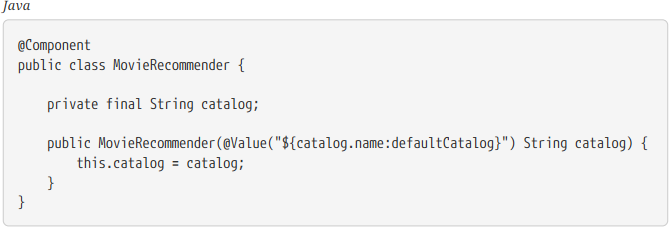 Java
@Component
public class MovieRecommender {
    private final String catalog;
    public MovieRecommender(@Value("${catalog.name:defaultCatalog}") String catalog) {
        this.catalog = catalog;
    }
}